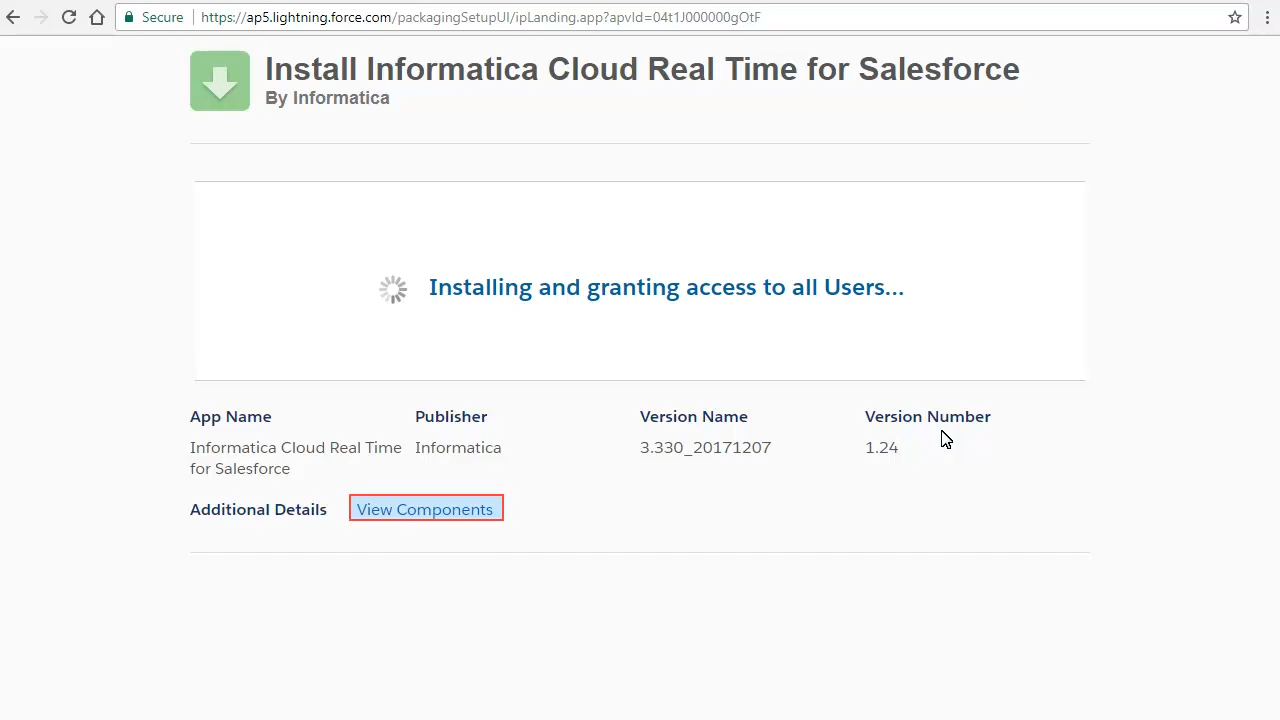 Secure https://ap5.lightning.force.com/packagingSetupUI/ipLanding.app?apvId=04t1J000000gOtF
Install Informatica Cloud Real Time for Salesforce
By Informatica
Installing and granting access to all Users...
App Name Publisher Version Name Version Number
Informatica Cloud Real Time Informatica 3.330_20171207 1.24
for Salesforce
Additional Details View Components